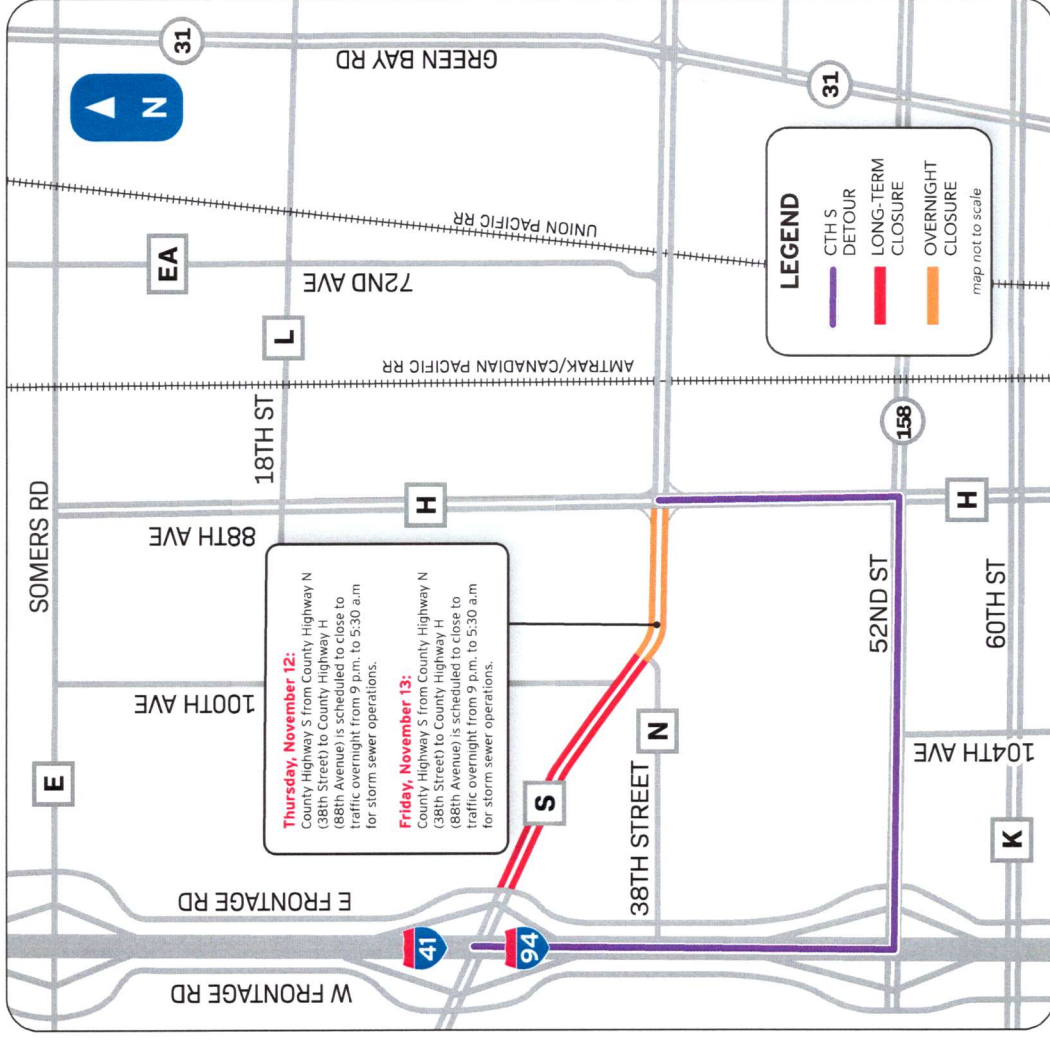 SOMERS RD
E
31
N
GREEN BAY RD
EA
UNION PACIFIC RR
72ND AVE
L
18TH ST
AMTRAK/CANADIAN PACIFIC RR
88TH AVE
H
100TH AVE
Thursday, November 12:
County Highway S from County Highway N
(38th Street) to County Highway H
(88th Avenue) is scheduled to close to
traffic overnight from 9 p.m. to 5:30 a.m
for storm sewer operations.
Friday, November 13:
County Highway S from County Highway N
(38th Street) to County Highway H
(88th Avenue) is scheduled to close to
traffic overnight from 9 p.m. to 5:30 a.m
for storm sewer operations.
E FRONTAGE RD
W FRONTAGE RD
41
94
S
N
38TH STREET
31
LEGEND
CTH S
DETOUR
LONG-TERM
CLOSURE
OVERNIGHT
CLOSURE
map not to scale
158
52ND ST
H
60TH ST
104TH AVE
K